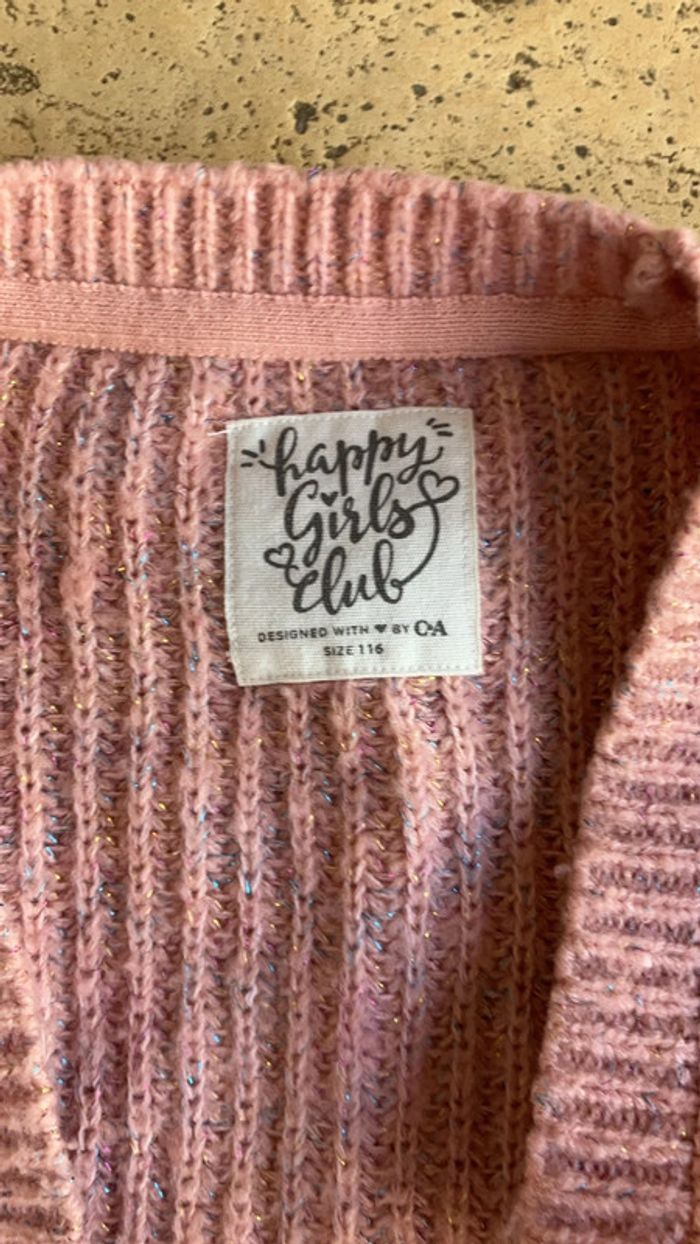 happy
Girls
Club
DESIGNED WITH ♥ BY C&A
SIZE 116